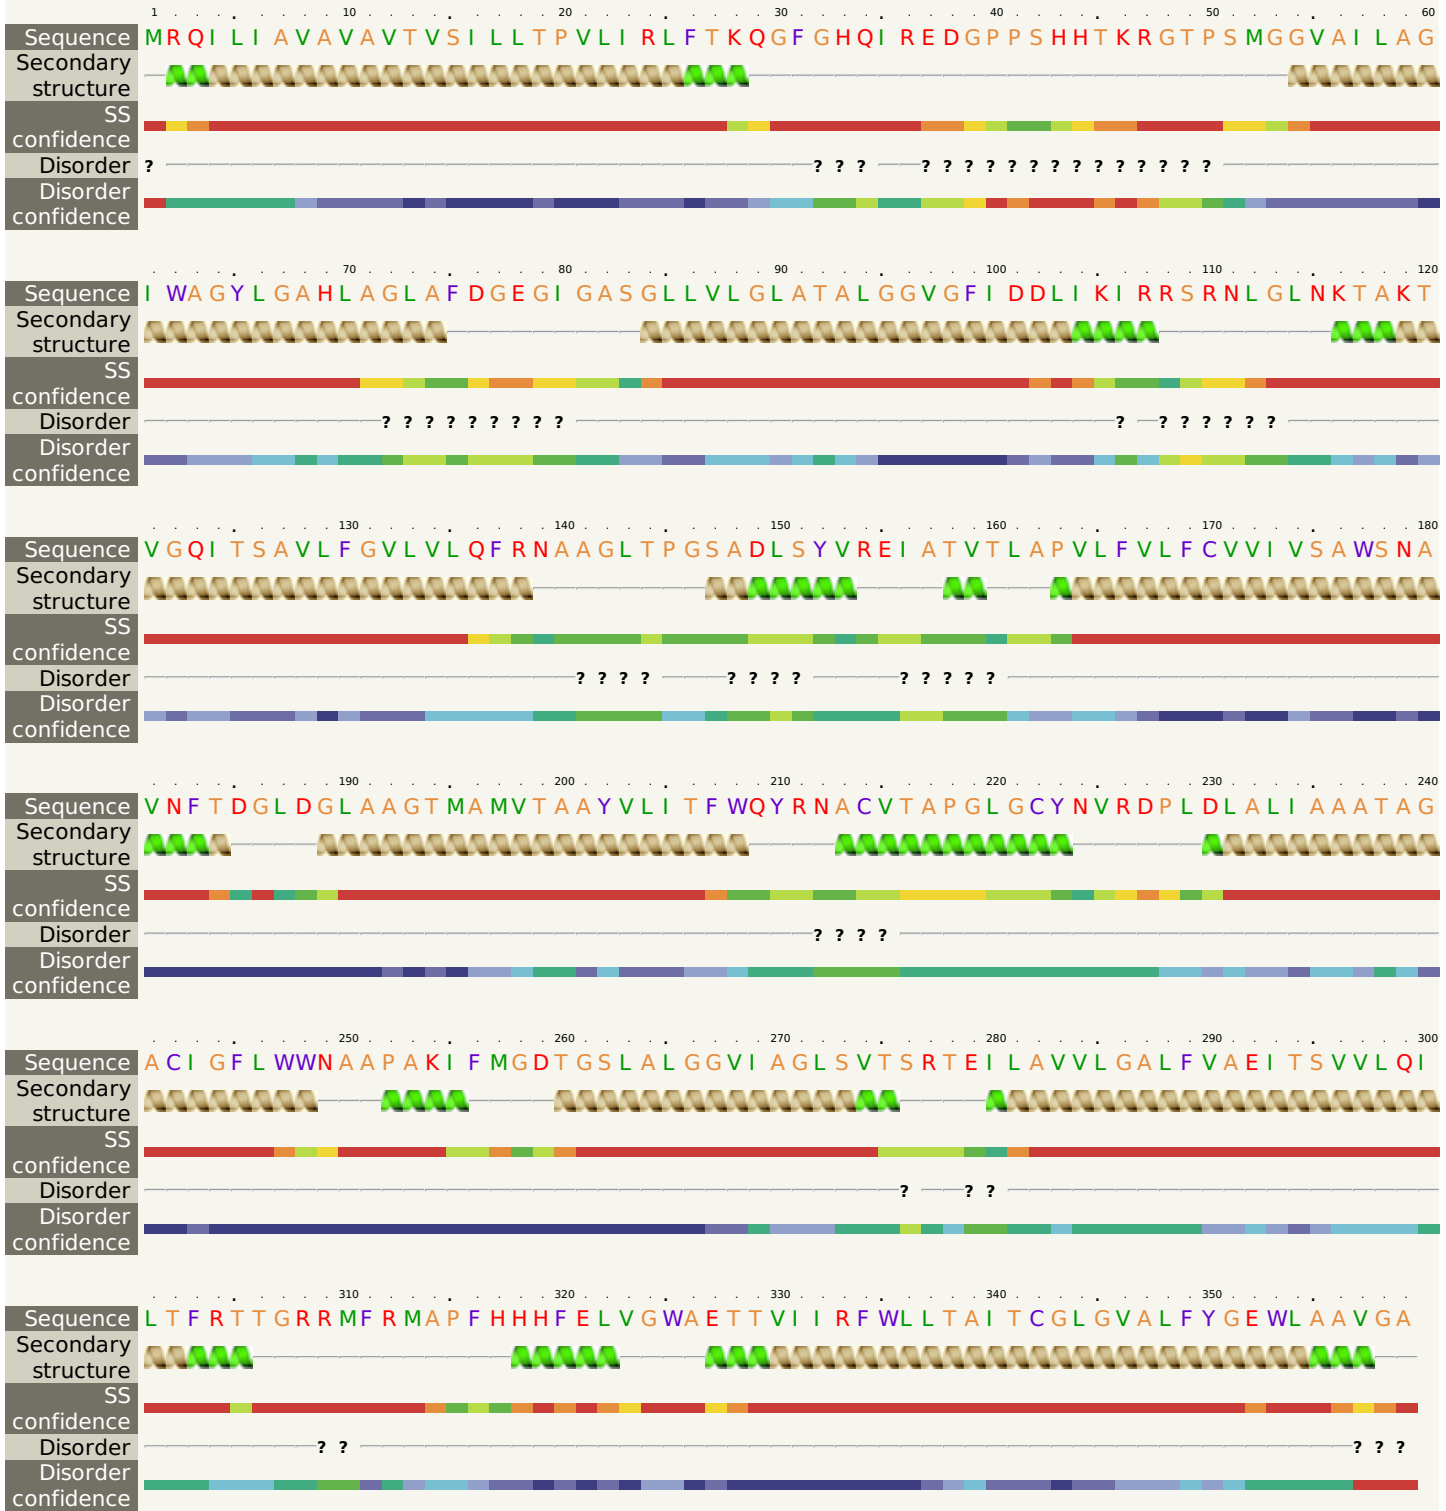 1 10 20 30 40 50 60
Sequence MRQILIAVAVAVTVSILLTPVLIRLFTKQGFGHQIREDGPPSHHTKRGTPSMGGVAILAG
Secondary
structure
SS
confidence
Disorder ? ? ? ? ? ? ? ? ? ? ? ? ? ? ? ? ? ?
Disorder
confidence
70 80 90 100 110 120
Sequence IWAGYLGAHLAGLAFDGEGIGASGLLVLGLATALGGVGFIDDLIKIRRSRNLGLNKTAKT
Secondary
structure
SS
confidence
Disorder ? ? ? ? ? ? ? ? ? ? ? ? ? ? ? ?
Disorder
confidence
130 140 150 160 170 180
Sequence VGQITSAVLFGVLVLQFRNAAGLTPGSADLSYVREIATVTLAPVLFVLFCVVIVSAWSNA
Secondary
structure
SS
confidence
Disorder ? ? ? ? ? ? ? ? ? ? ? ? ?
Disorder
confidence
190 200 210 220 230 240
Sequence VNFTDGLDGLAAGTMAMVTAAYVLITFWQYRNACVTAPGLGCYNVRDPLDLALIAAATAG
Secondary
structure
SS
confidence
Disorder ? ? ? ?
Disorder
confidence
250 260 270 280 290 300
Sequence ACIGFLWWNAAPAKIFMGDTGSLALGGVIAGLSVTSRTEILAVVLGALFVAEITSVVLQI
Secondary
structure
SS
confidence
Disorder ? ? ?
Disorder
confidence
310 320 330 340 350
Sequence LTFRTTGRRMFRMAPFHHHFELVGWAETTVIIRFWLLTAITCGLGVALFYGEWLAAVGA
Secondary
structure
SS
confidence
Disorder ? ? ? ? ?
Disorder
confidence